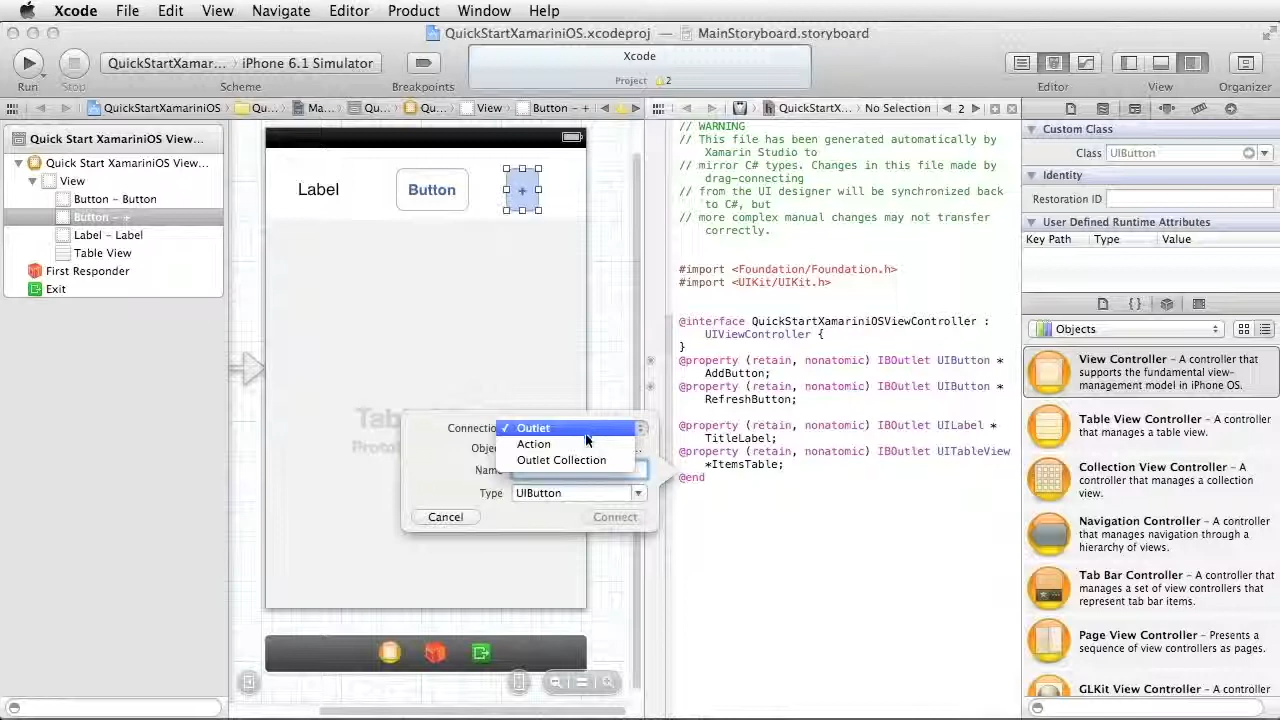 Xcode File Edit View Navigate Editor Product Window Help
QuickStartXamariniOS.xcodeproj — MainStoryboard.storyboard
QuickStartXamar... iPhone 6.1 Simulator
Xcode
Project 2
Run Stop Scheme Breakpoints Editor View Organizer
QuickStartXamariniOS Qu... Ma... Qu... Qu... View Button - + QuickStartX... No Selection 2
Quick Start XamariniOS View...
Quick Start XamariniOS View...
View
Button – Button
Button – +
Label – Label
Table View
First Responder
Exit
Label Button +
Connection
Outlet
Action
Outlet Collection
Name
Type UIButton
Cancel Connect
// WARNING
// This file has been generated automatically by
Xamarin Studio to
// mirror C# types. Changes in this file made by
drag-connecting
// from the UI designer will be synchronized back
to C#, but
// more complex manual changes may not transfer
correctly.
#import <Foundation/Foundation.h>
#import <UIKit/UIKit.h>
@interface QuickStartXamariniOSViewController :
UIViewController {
}
@property (retain, nonatomic) IBOutlet UIButton *
AddButton;
@property (retain, nonatomic) IBOutlet UIButton *
RefreshButton;
@property (retain, nonatomic) IBOutlet UILabel *
TitleLabel;
@property (retain, nonatomic) IBOutlet UITableView
*ItemsTable;
@end
Custom Class
Class UIButton
Identity
Restoration ID
User Defined Runtime Attributes
Key Path Type Value
Objects
View Controller – A controller that
supports the fundamental view-
management model in iPhone OS.
Table View Controller – A
controller that manages a table view.
Collection View Controller – A
controller that manages a collection
view.
Navigation Controller – A controller
that manages navigation through a
hierarchy of views.
Tab Bar Controller – A controller that
manages a set of view controllers that
represent tab bar items.
Page View Controller – Presents a
sequence of view controllers as pages.
GLKit View Controller – A controller